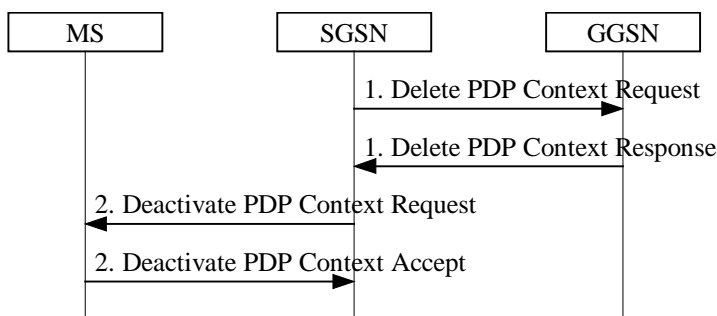 MS
SGSN
GGSN
1. Delete PDP Context Request
1. Delete PDP Context Response
2. Deactivate PDP Context Request
2. Deactivate PDP Context Accept